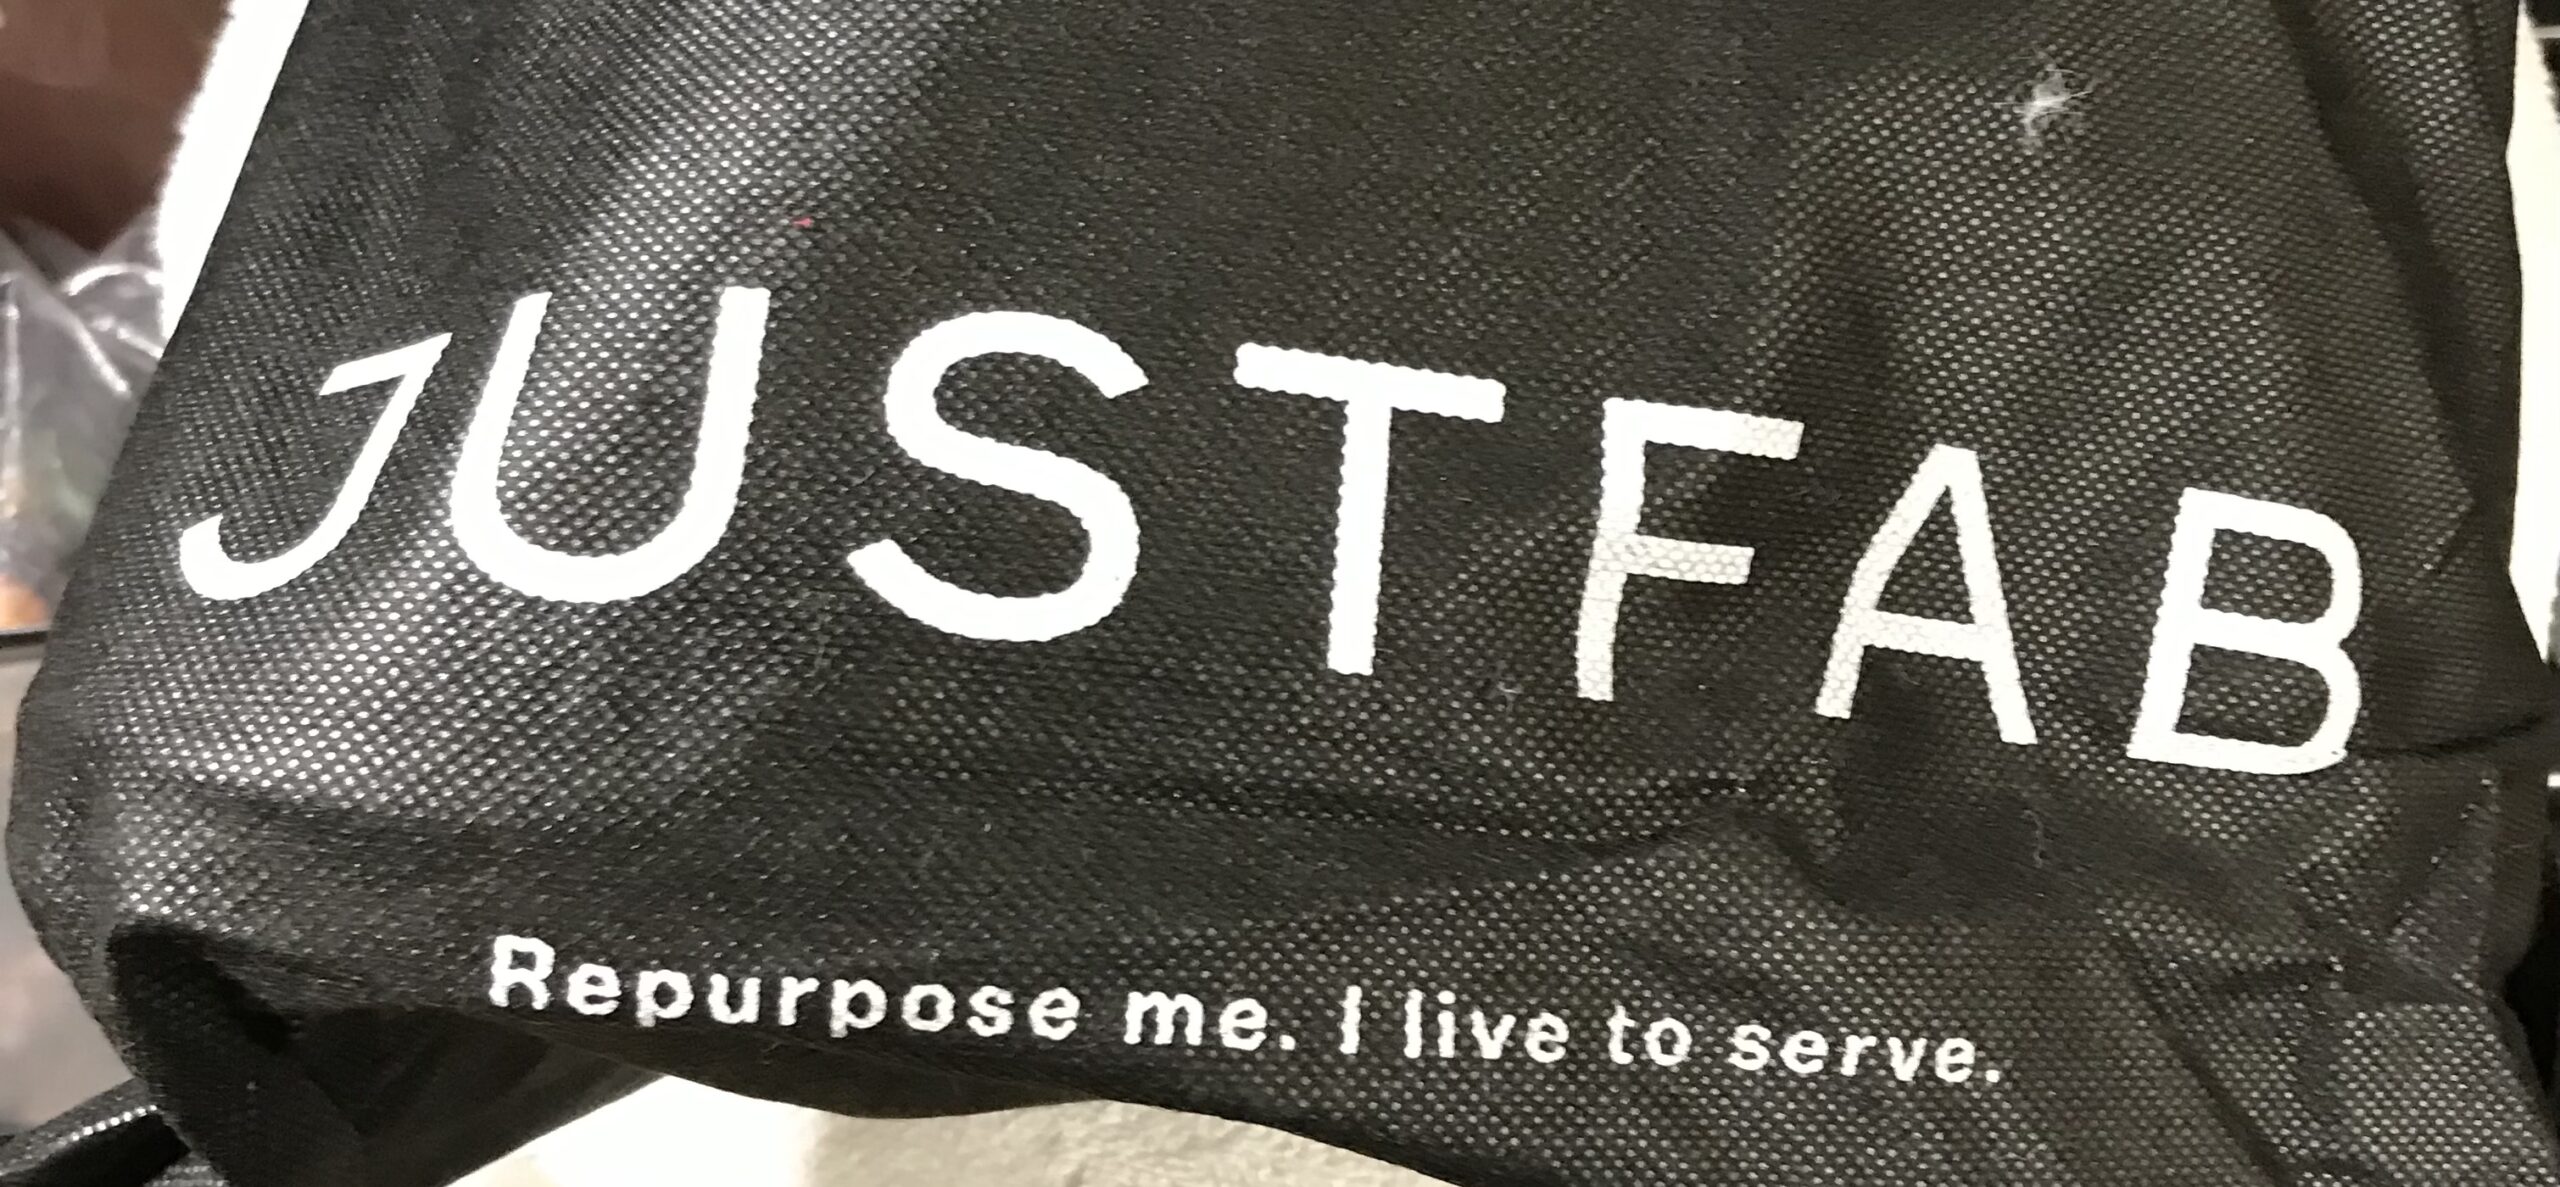 JUSTFAB
Repurpose me. I live to serve.